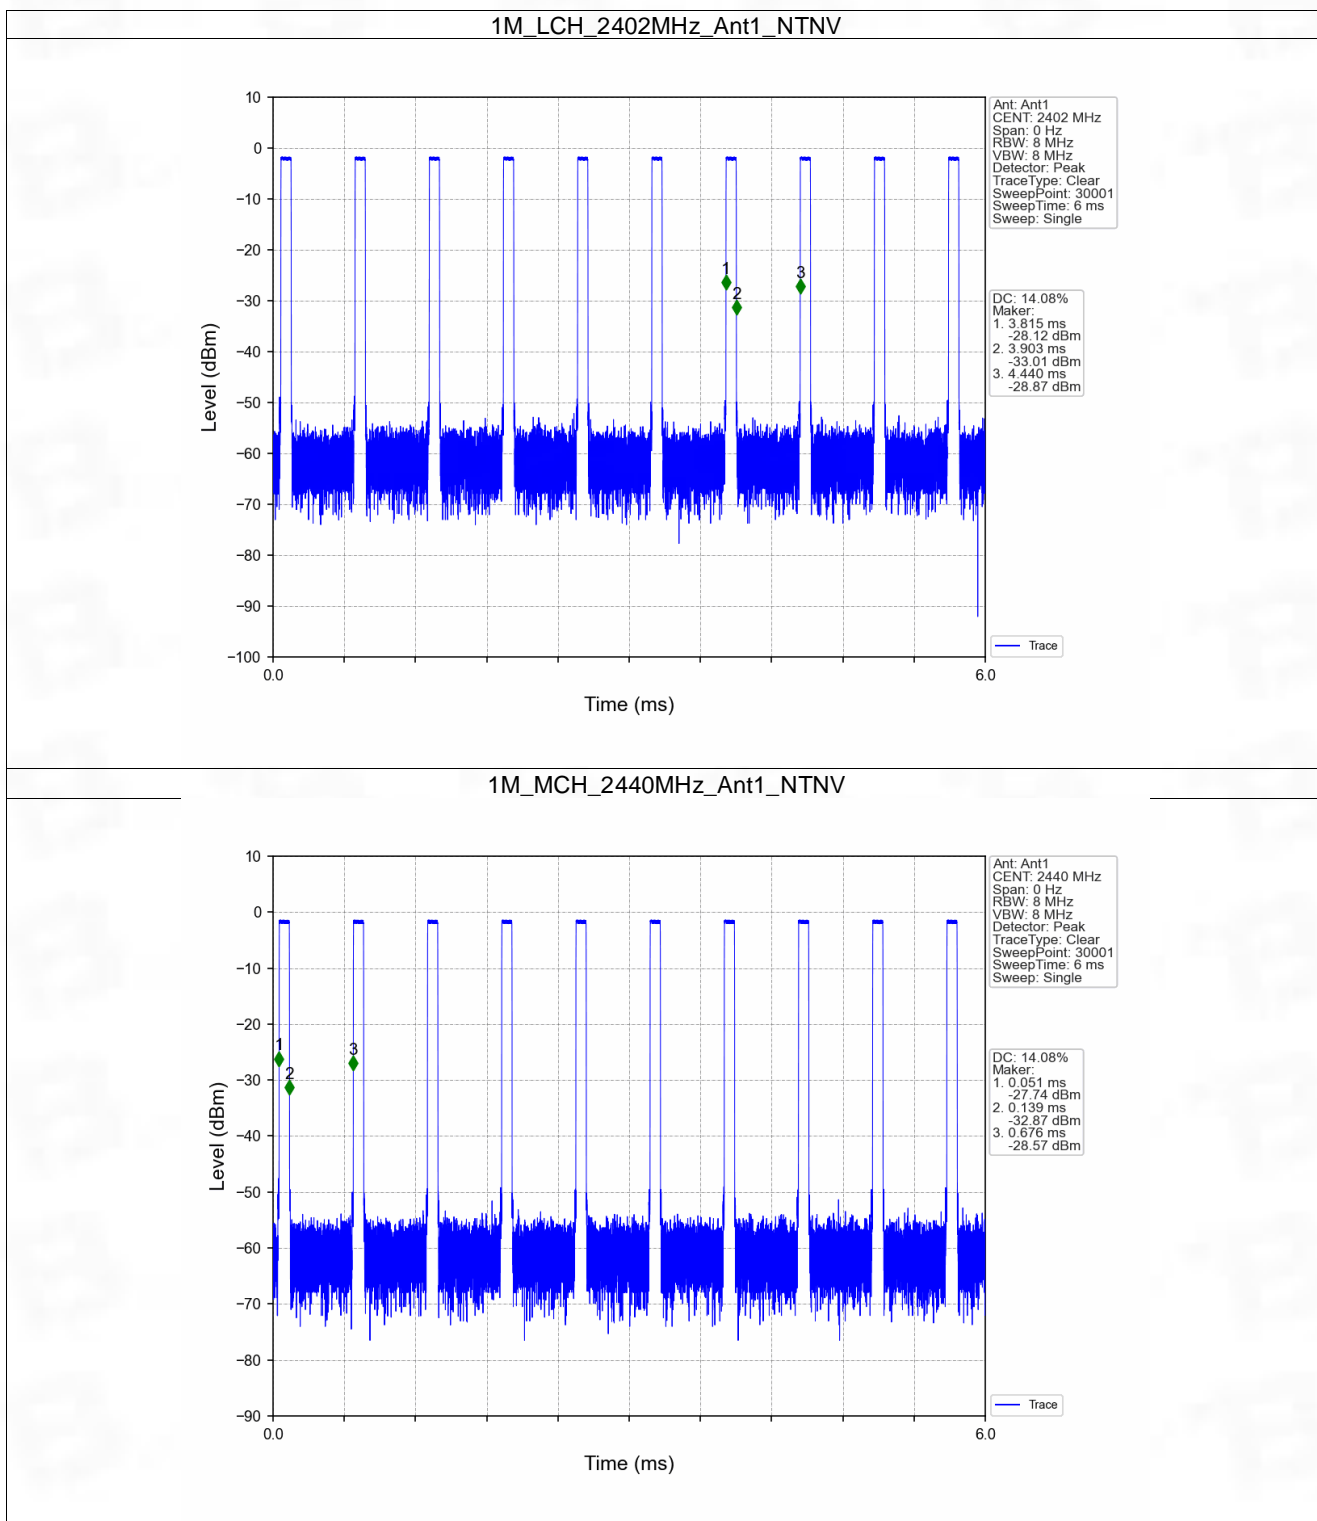 1M_LCH_2402MHz_Ant1_NTNV
10
0
−10
−20
−30
−40
−50
−60
−70
−80
−90
−100
Level (dBm)
1
2
3
0.0
6.0
Time (ms)
Ant: Ant1
CENT: 2402 MHz
Span: 0 Hz
RBW: 8 MHz
VBW: 8 MHz
Detector: Peak
TraceType: Clear
SweepPoint: 30001
SweepTime: 6 ms
Sweep: Single
DC: 14.08%
Maker:
1. 3.815 ms
-28.12 dBm
2. 3.903 ms
-33.01 dBm
3. 4.440 ms
-28.87 dBm
Trace
1M_MCH_2440MHz_Ant1_NTNV
10
0
−10
−20
−30
−40
−50
−60
−70
−80
−90
Level (dBm)
1
2
3
0.0
6.0
Time (ms)
Ant: Ant1
CENT: 2440 MHz
Span: 0 Hz
RBW: 8 MHz
VBW: 8 MHz
Detector: Peak
TraceType: Clear
SweepPoint: 30001
SweepTime: 6 ms
Sweep: Single
DC: 14.08%
Maker:
1. 0.051 ms
-27.74 dBm
2. 0.139 ms
-32.87 dBm
3. 0.676 ms
-28.57 dBm
Trace